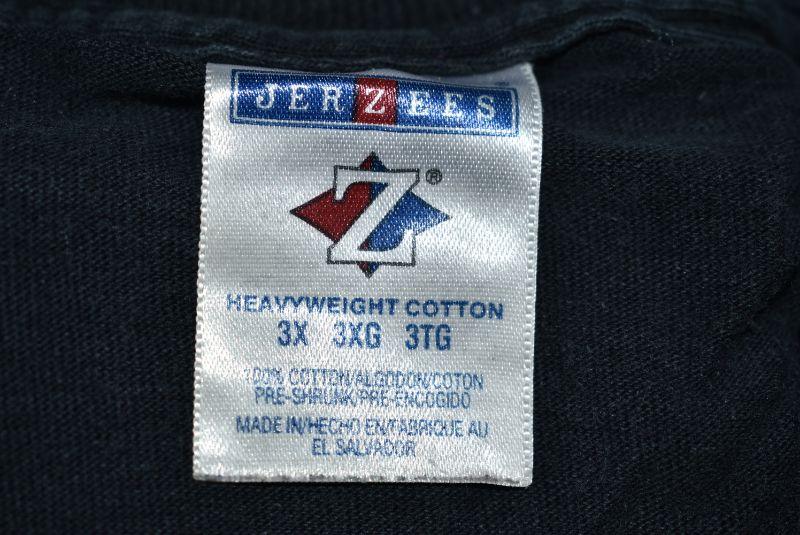 JERZEES
Z®
HEAVYWEIGHT COTTON
3X 3XG 3TG
100% COTTON/ALGODON/COTON
PRE-SHRUNK/PRE-ENCOGIDO
MADE IN/HECHO EN/FABRIQUE AU
EL SALVADOR